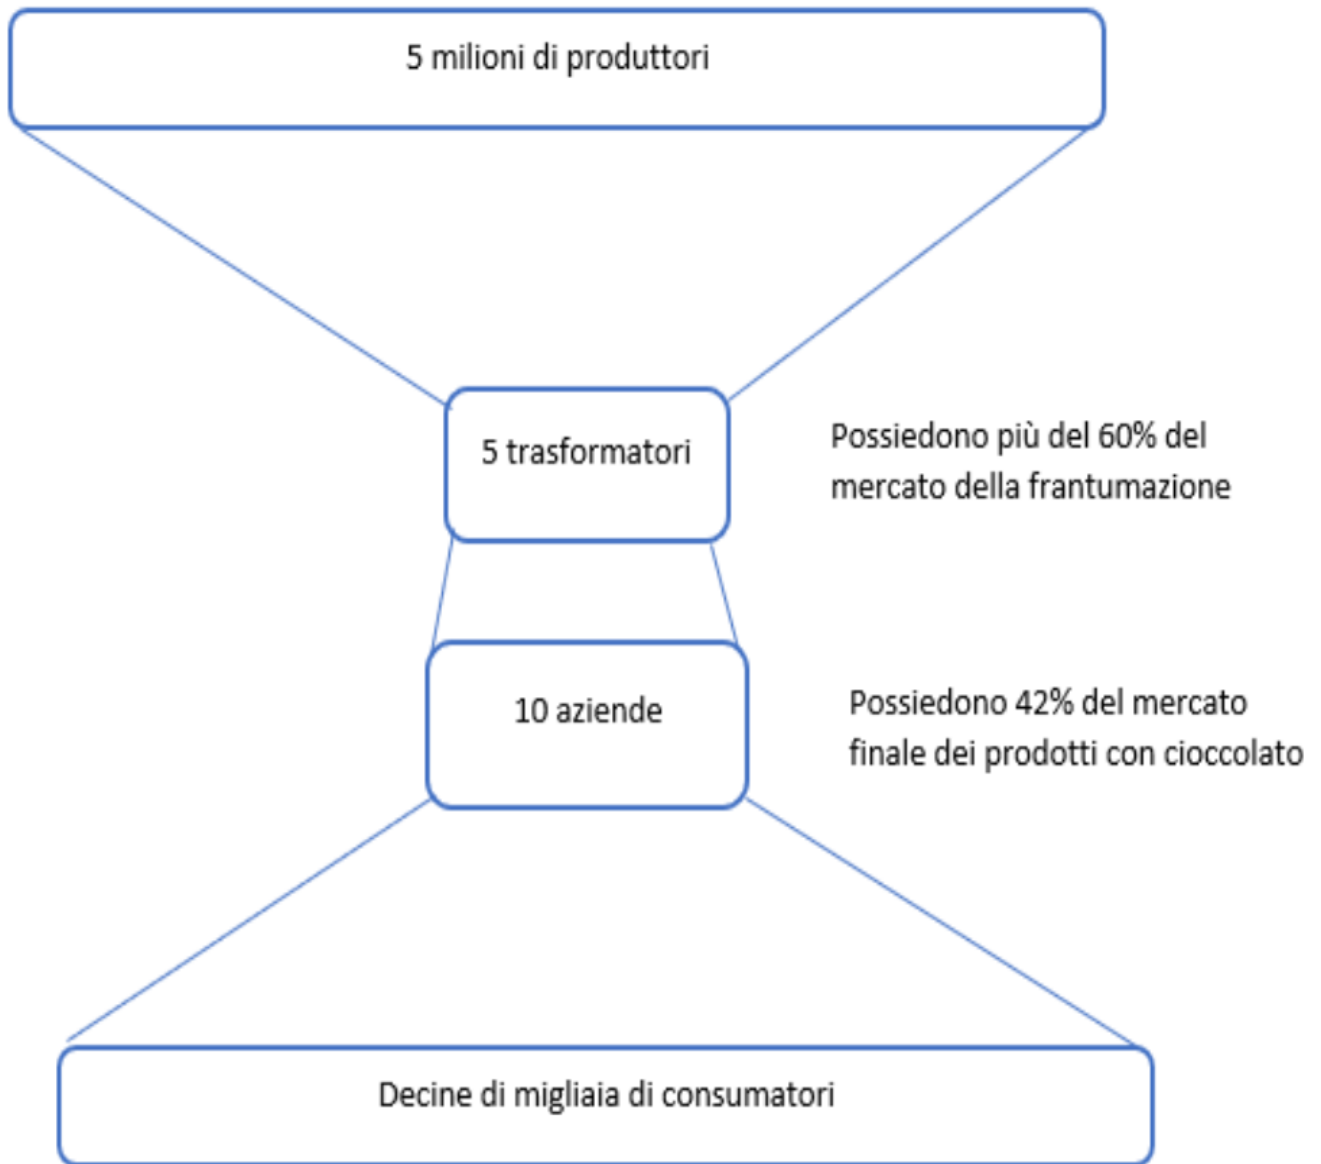 5 milioni di produttori
5 trasformatori
Possiedono più del 60% del
mercato della frantumazione
10 aziende
Possiedono 42% del mercato
finale dei prodotti con cioccolato
Decine di migliaia di consumatori